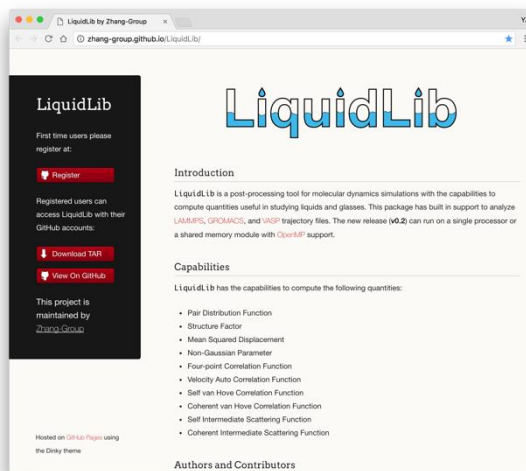 LiquidLib by Zhang-Group
zhang-group.github.io/LiquidLib/
LiquidLib
First time users please
register at:
Register
Registered users can
access LiquidLib with their
GitHub accounts:
Download TAR
View On GitHub
This project is
maintained by
Zhang-Group
Hosted on GitHub Pages using
the Dinky theme
LiquidLib
Introduction
LiquidLib is a post-processing tool for molecular dynamics simulations with the capabilities to
compute quantities useful in studying liquids and glasses. This package has built in support to analyze
LAMMPS, GROMACS, and VASP trajectory files. The new release (v0.2) can run on a single processor or
a shared memory module with OpenMP support.
Capabilities
LiquidLib has the capabilities to compute the following quantities:
• Pair Distribution Function
• Structure Factor
• Mean Squared Displacement
• Non-Gaussian Parameter
• Four-point Correlation Function
• Velocity Auto Correlation Function
• Self van Hove Correlation Function
• Coherent van Hove Correlation Function
• Self Intermediate Scattering Function
• Coherent Intermediate Scattering Function
Authors and Contributors